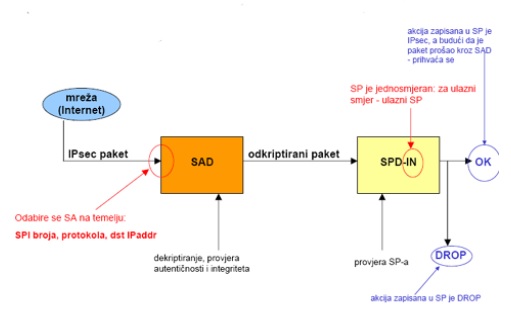 akcija zapisana u SP je
IPsec, a budući da je
paket prošao kroz SAD
- prihvaća se
SP je jednosmjeran: za ulazni
smjer - ulazni SP
mreža
(Internet)
IPsec paket
SAD
odkriptirani paket
SPD-IN
OK
Odabire se SA na temelju:
SPI broja, protokola, dst IPaddr
dekriptiranje, provjera
autentičnosti i integriteta
provjera SP-a
DROP
akcija zapisana u SP je DROP